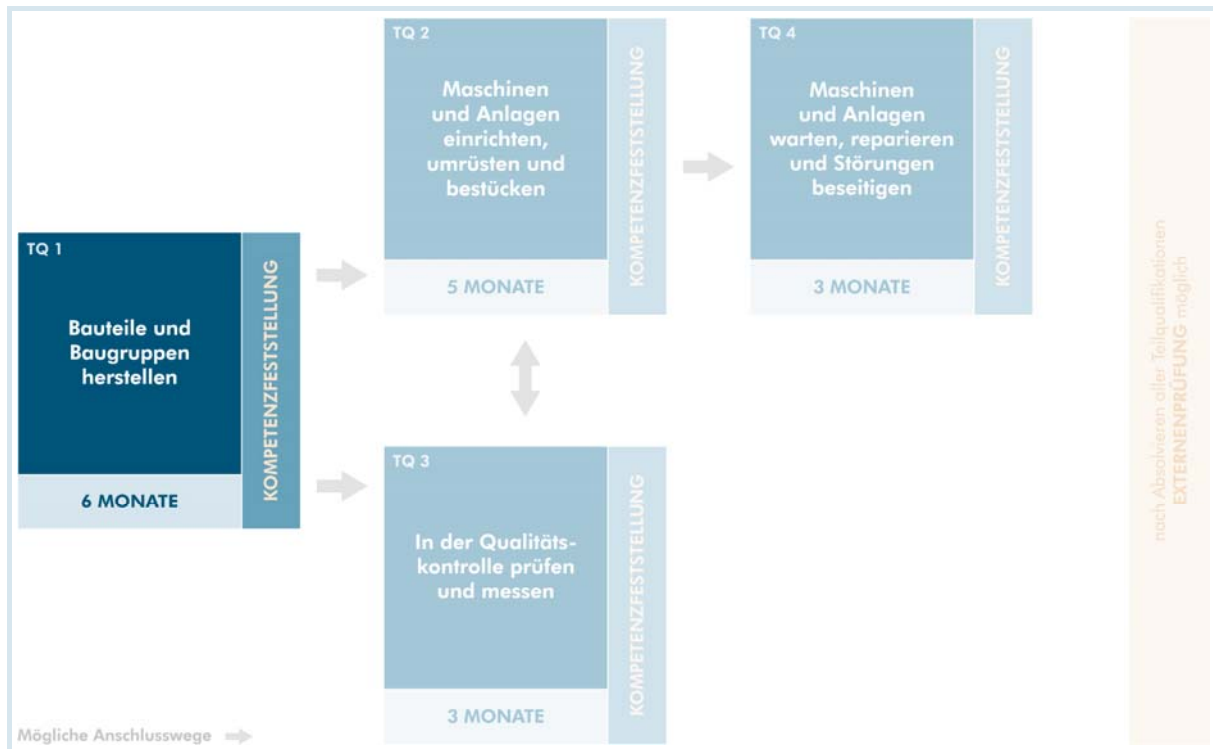 TQ 1
Bauteile und
Baugruppen
herstellen
6 MONATE
KOMPETENZFESTSTELLUNG
TQ 2
Maschinen
und Anlagen
einrichten,
umrüsten und
bestücken
5 MONATE
KOMPETENZFESTSTELLUNG
TQ 3
In der Qualitäts-
kontrolle prüfen
und messen
3 MONATE
KOMPETENZFESTSTELLUNG
TQ 4
Maschinen
und Anlagen
warten, reparieren
und Störungen
beseitigen
3 MONATE
KOMPETENZFESTSTELLUNG
nach Absolvieren aller Teilqualifikationen
EXTERNENPRÜFUNG möglich
Mögliche Anschlusswege